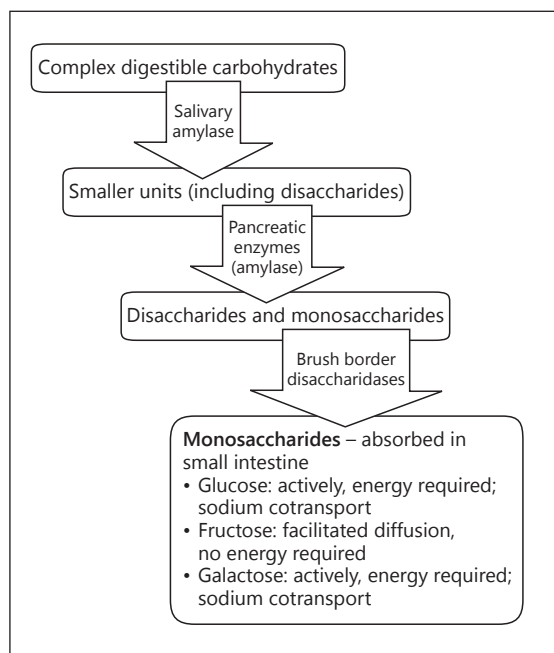 Complex digestible carbohydrates
Salivary
amylase
Smaller units (including disaccharides)
Pancreatic
enzymes
(amylase)
Disaccharides and monosaccharides
Brush border
disaccharidases
Monosaccharides – absorbed in
small intestine
• Glucose: actively, energy required;
sodium cotransport
• Fructose: facilitated diffusion,
no energy required
• Galactose: actively, energy required;
sodium cotransport